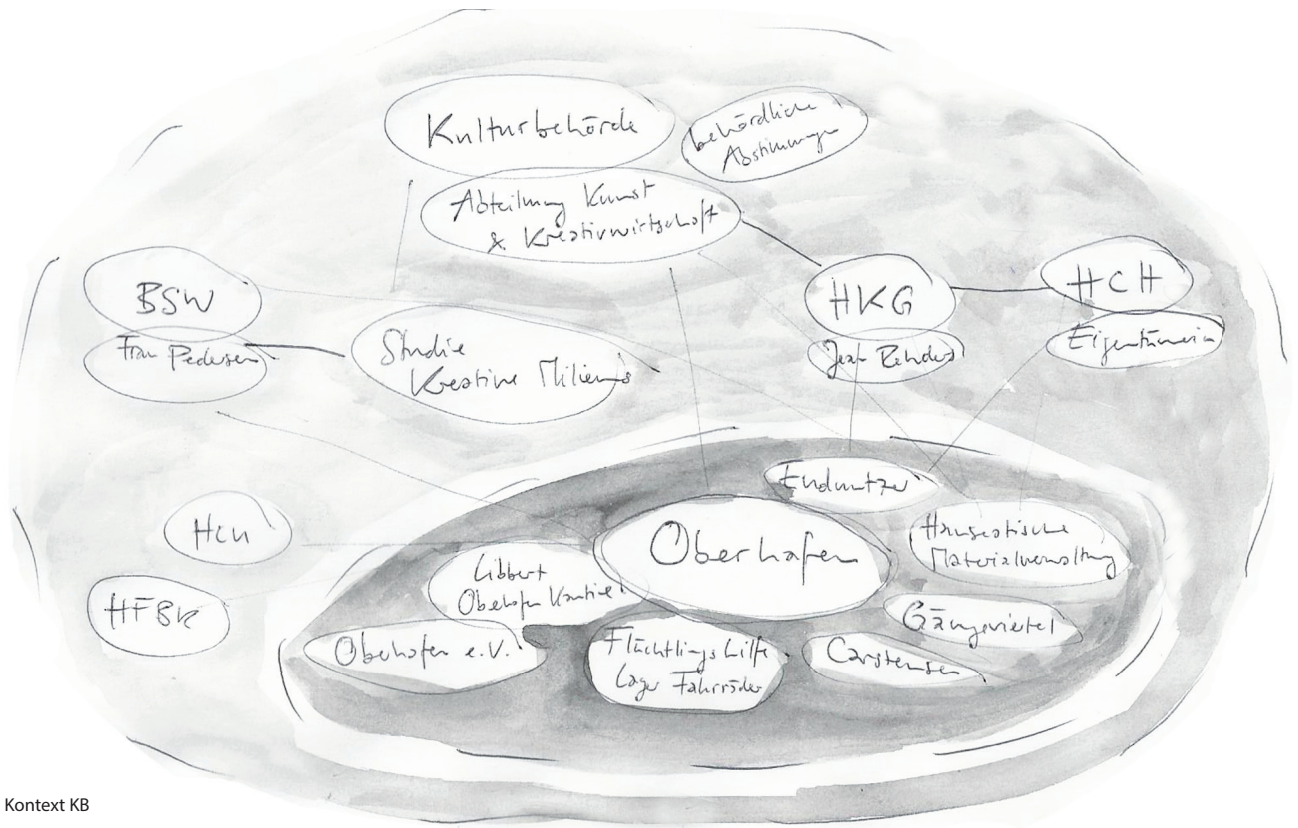 Kulturbehörde
behördliche
Abstimmungen
Abteilung Kunst
& Kreativwirtschaft
BSW
Frau Pedersen
Studie
Kreative Milieus
HKG
HCH
Eigentümerin
Endnutzer
HCU
HFBK
Oberhafen
Hanseatische
Materialverwaltung
Libbert
Oberhafen Kantine
Gängeviertel
Oberhafen e.V.
Flüchtlingshilfe
Lager Fahrräder
Carstensen
Kontext KB